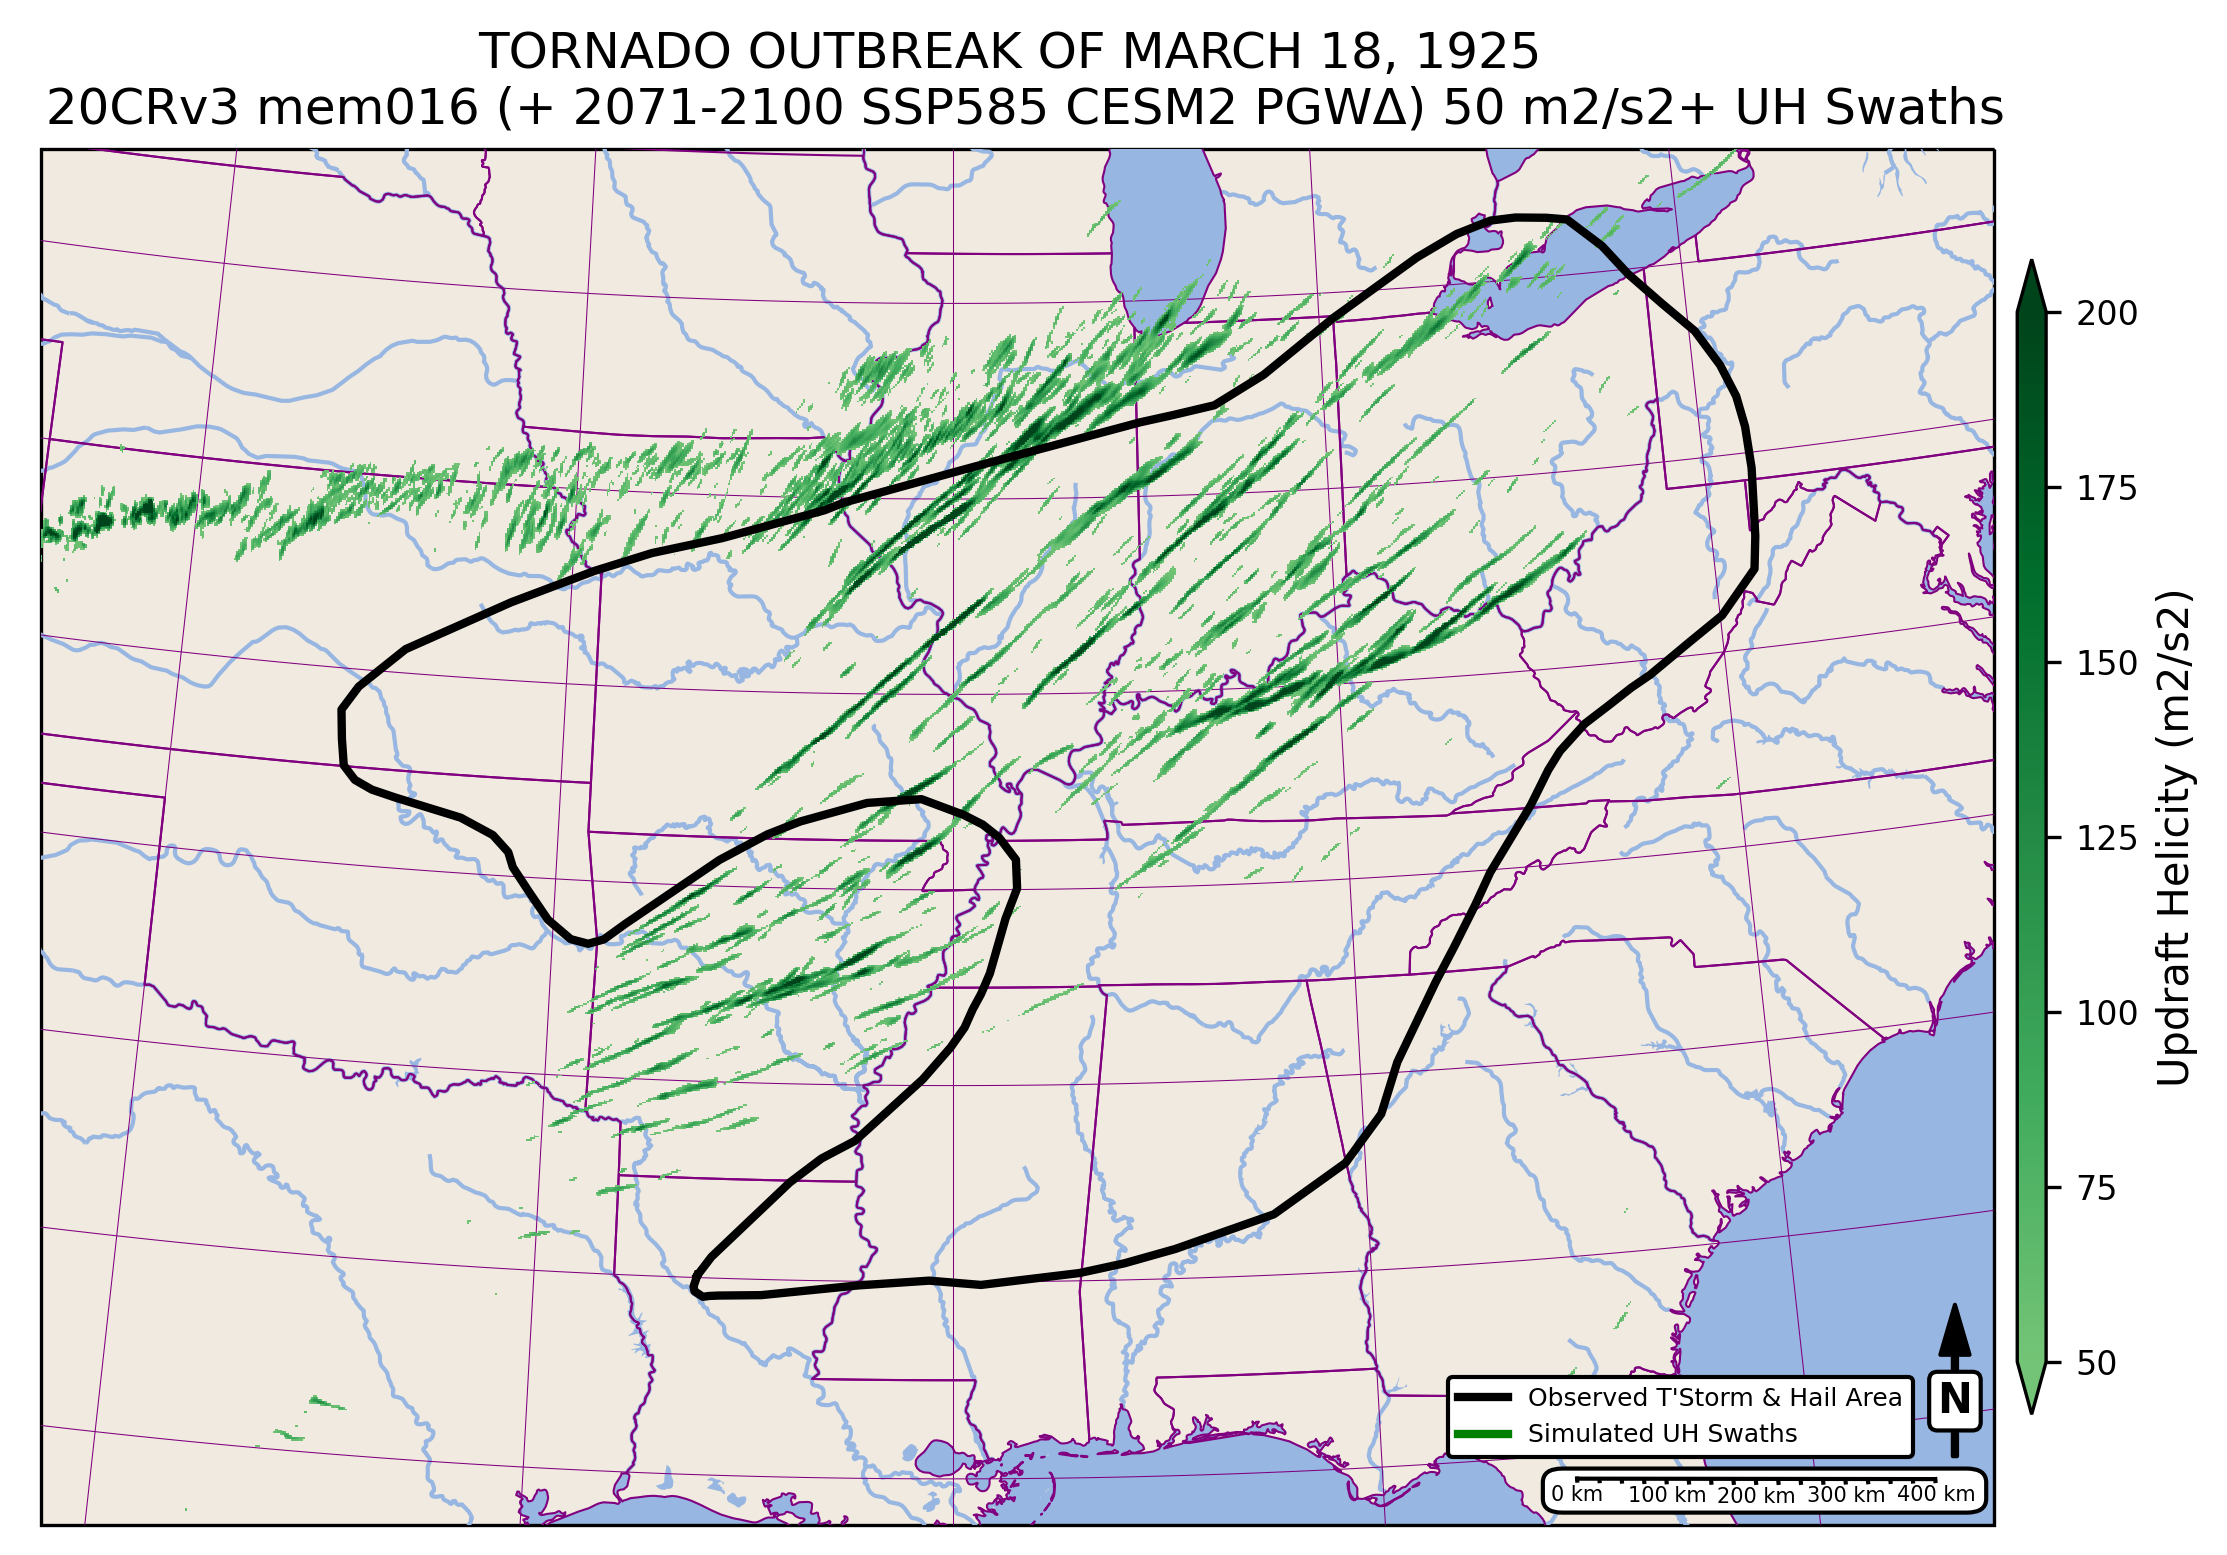 TORNADO OUTBREAK OF MARCH 18, 1925
20CRv3 mem016 (+ 2071-2100 SSP585 CESM2 PGWΔ) 50 m2/s2+ UH Swaths
200
175
150
125
100
75
50
Updraft Helicity (m2/s2)
Observed T'Storm & Hail Area
Simulated UH Swaths
N
0 km 100 km 200 km 300 km 400 km